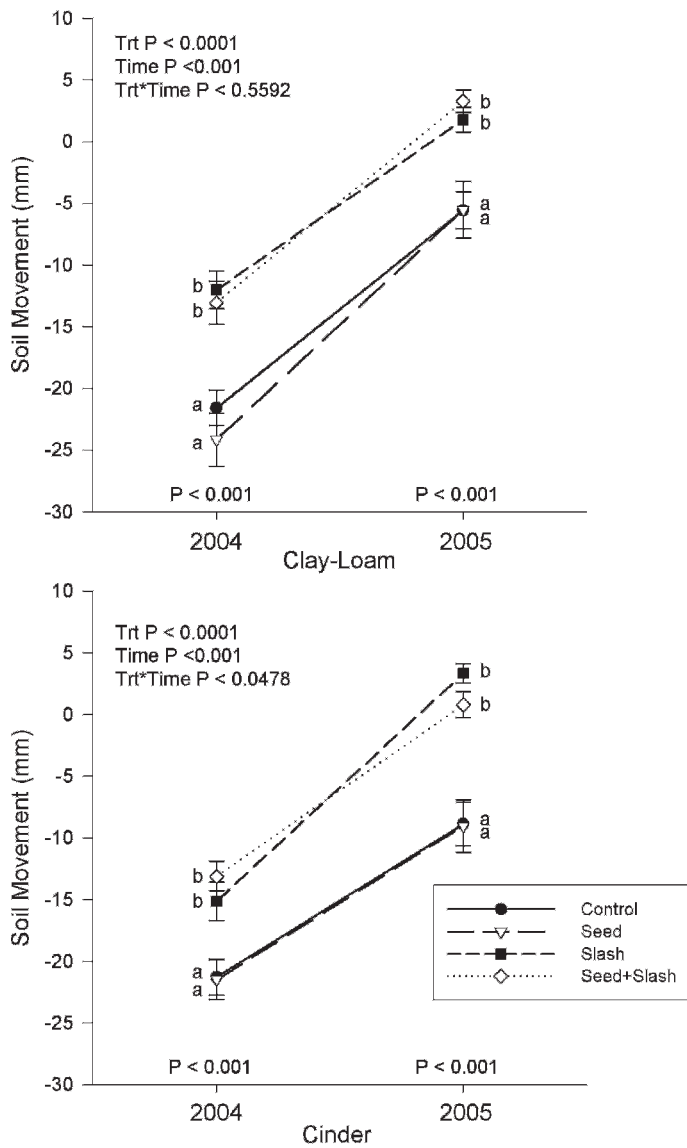 10
Trt P < 0.0001
5
Time P <0.001
Trt*Time P < 0.5592
b
b
0
Soil Movement (mm)
-5
a
a
-10
b
b
-15
-20
a
a
-25
P < 0.001 P < 0.001
-30
2004 2005
Clay-Loam
10
Trt P < 0.0001
5
Time P <0.001
Trt*Time P < 0.0478
b
b
0
Soil Movement (mm)
-5
a
a
-10
b
b
-15
Control
Seed
Slash
Seed+Slash
-20
a
a
-25
P < 0.001 P < 0.001
-30
2004 2005
Cinder